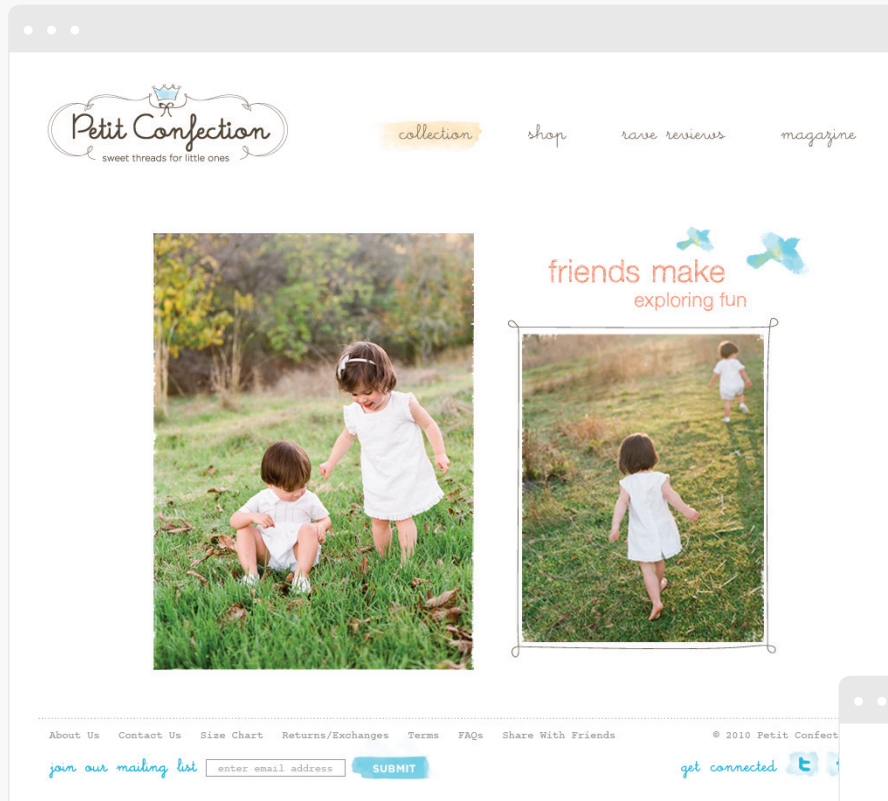 Petit Confection
sweet threads for little ones
collection shop rave reviews magazine
friends make
exploring fun
About Us Contact Us Size Chart Returns/Exchanges Terms FAQs Share With Friends © 2010 Petit Confect
join our mailing list enter email address SUBMIT get connected